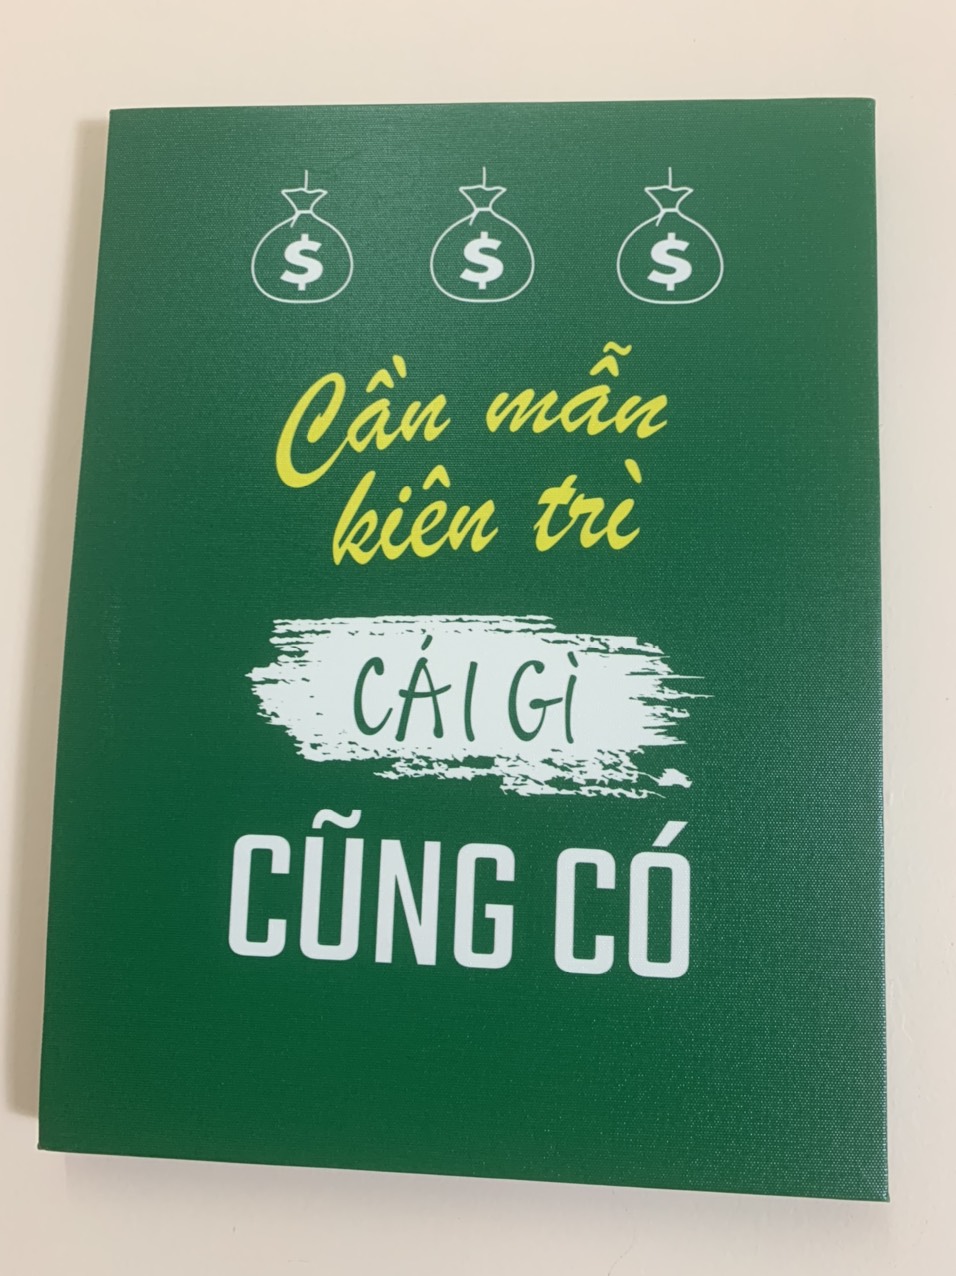 $ $ $
Cần mẫn
kiên trì
CÁI GÌ
CŨNG CÓ